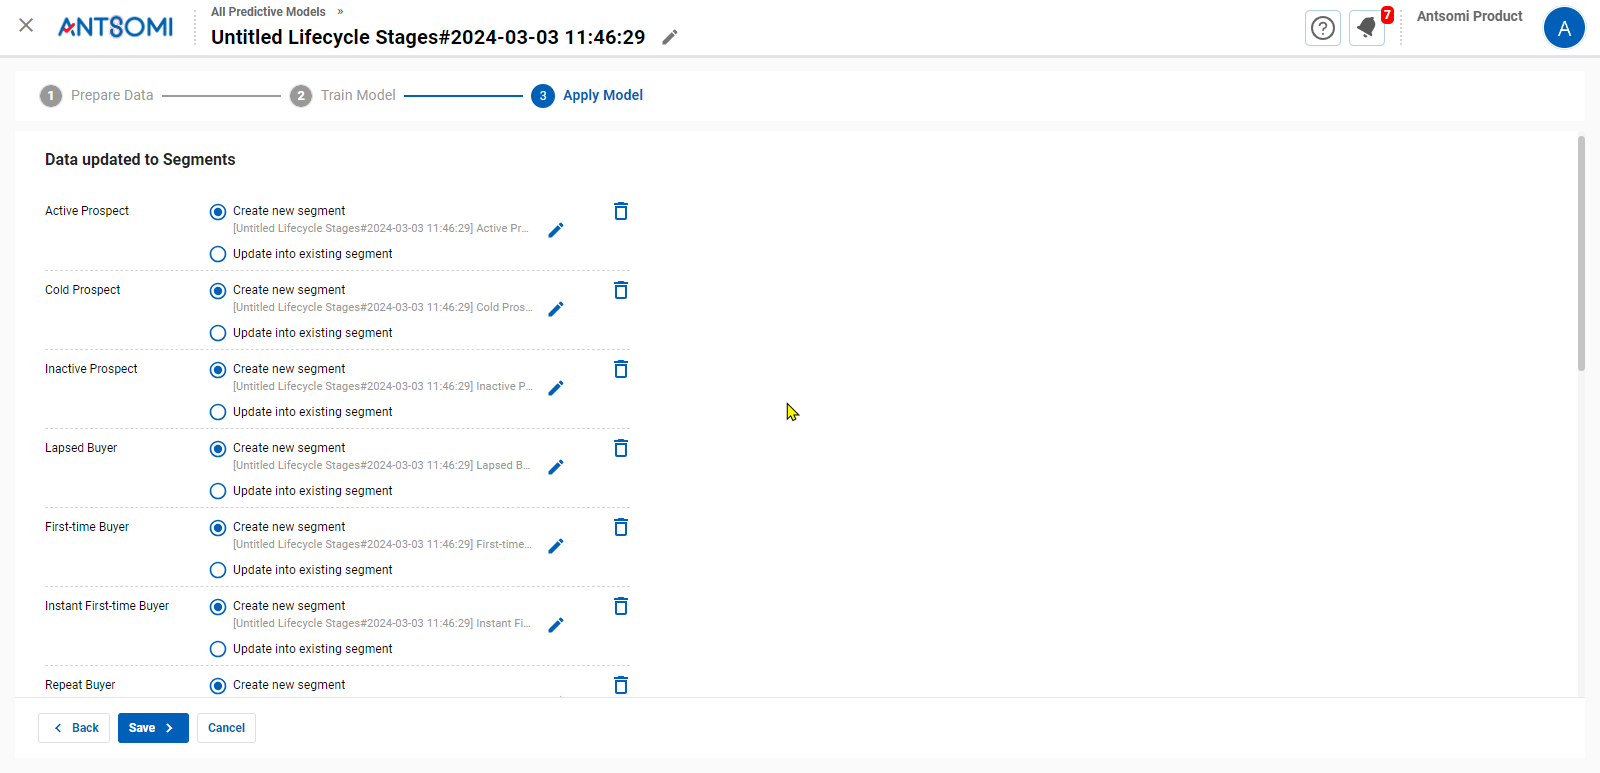 ANTSOMI
All Predictive Models »
Untitled Lifecycle Stages#2024-03-03 11:46:29
7
Antsomi Product
A
1 Prepare Data
2 Train Model
3 Apply Model
Data updated to Segments
Active Prospect
Create new segment
[Untitled Lifecycle Stages#2024-03-03 11:46:29] Active Pr...
Update into existing segment
Cold Prospect
Create new segment
[Untitled Lifecycle Stages#2024-03-03 11:46:29] Cold Pros...
Update into existing segment
Inactive Prospect
Create new segment
[Untitled Lifecycle Stages#2024-03-03 11:46:29] Inactive P...
Update into existing segment
Lapsed Buyer
Create new segment
[Untitled Lifecycle Stages#2024-03-03 11:46:29] Lapsed B...
Update into existing segment
First-time Buyer
Create new segment
[Untitled Lifecycle Stages#2024-03-03 11:46:29] First-time...
Update into existing segment
Instant First-time Buyer
Create new segment
[Untitled Lifecycle Stages#2024-03-03 11:46:29] Instant Fi...
Update into existing segment
Repeat Buyer
Create new segment
Back
Save
Cancel